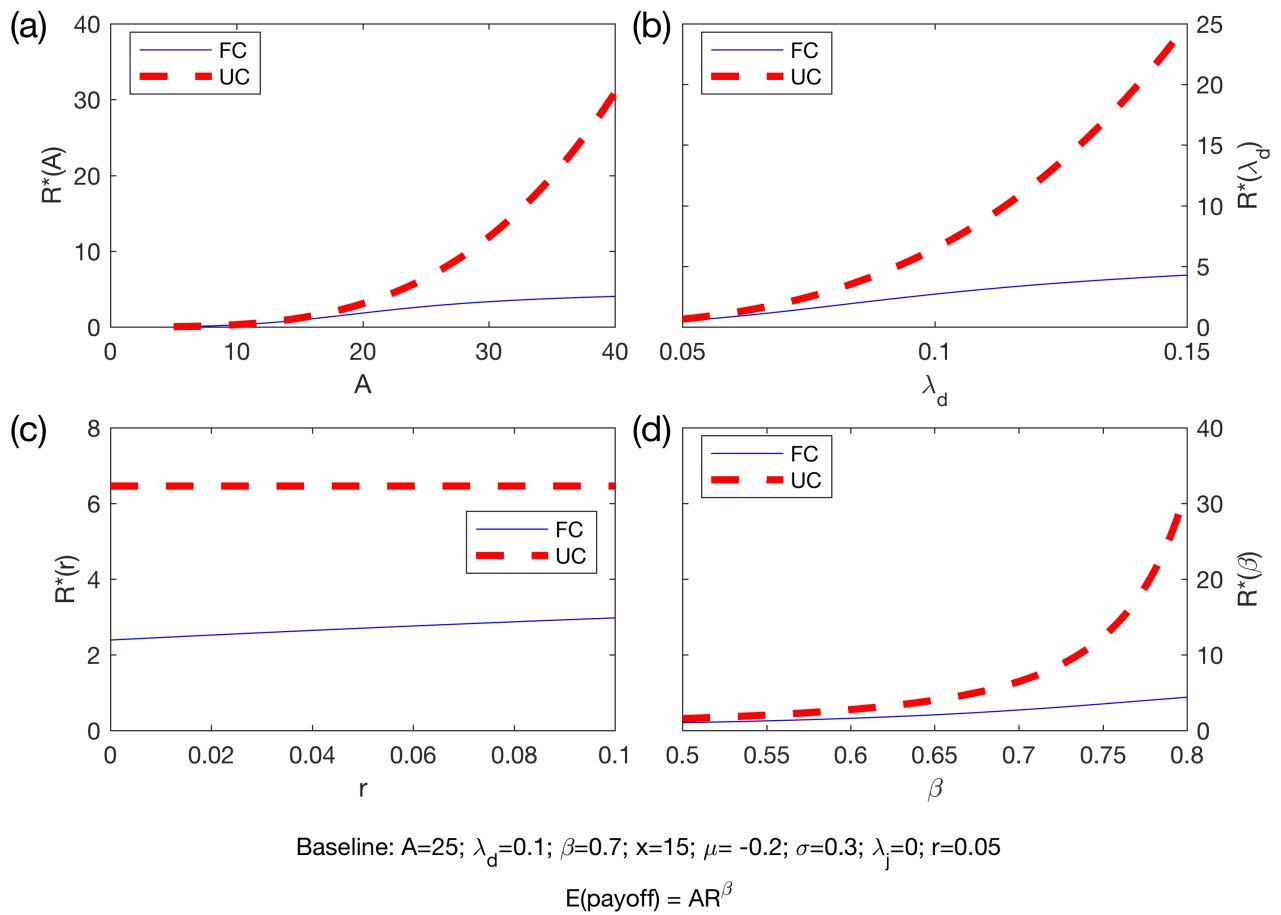 (a)
40
30
20
10
0
R*(A)
FC
UC
0 10 20 30 40
A
(b)
FC
UC
25
20
15
10
5
0
R*(λd)
0.05 0.1 0.15
λd
(c)
8
6
4
2
0
R*(r)
FC
UC
0 0.02 0.04 0.06 0.08 0.1
r
(d)
FC
UC
40
30
20
10
0
R*(β)
0.5 0.55 0.6 0.65 0.7 0.75 0.8
β
Baseline: A=25; λd=0.1; β=0.7; x=15; μ= -0.2; σ=0.3; λj=0; r=0.05
E(payoff) = ARβ